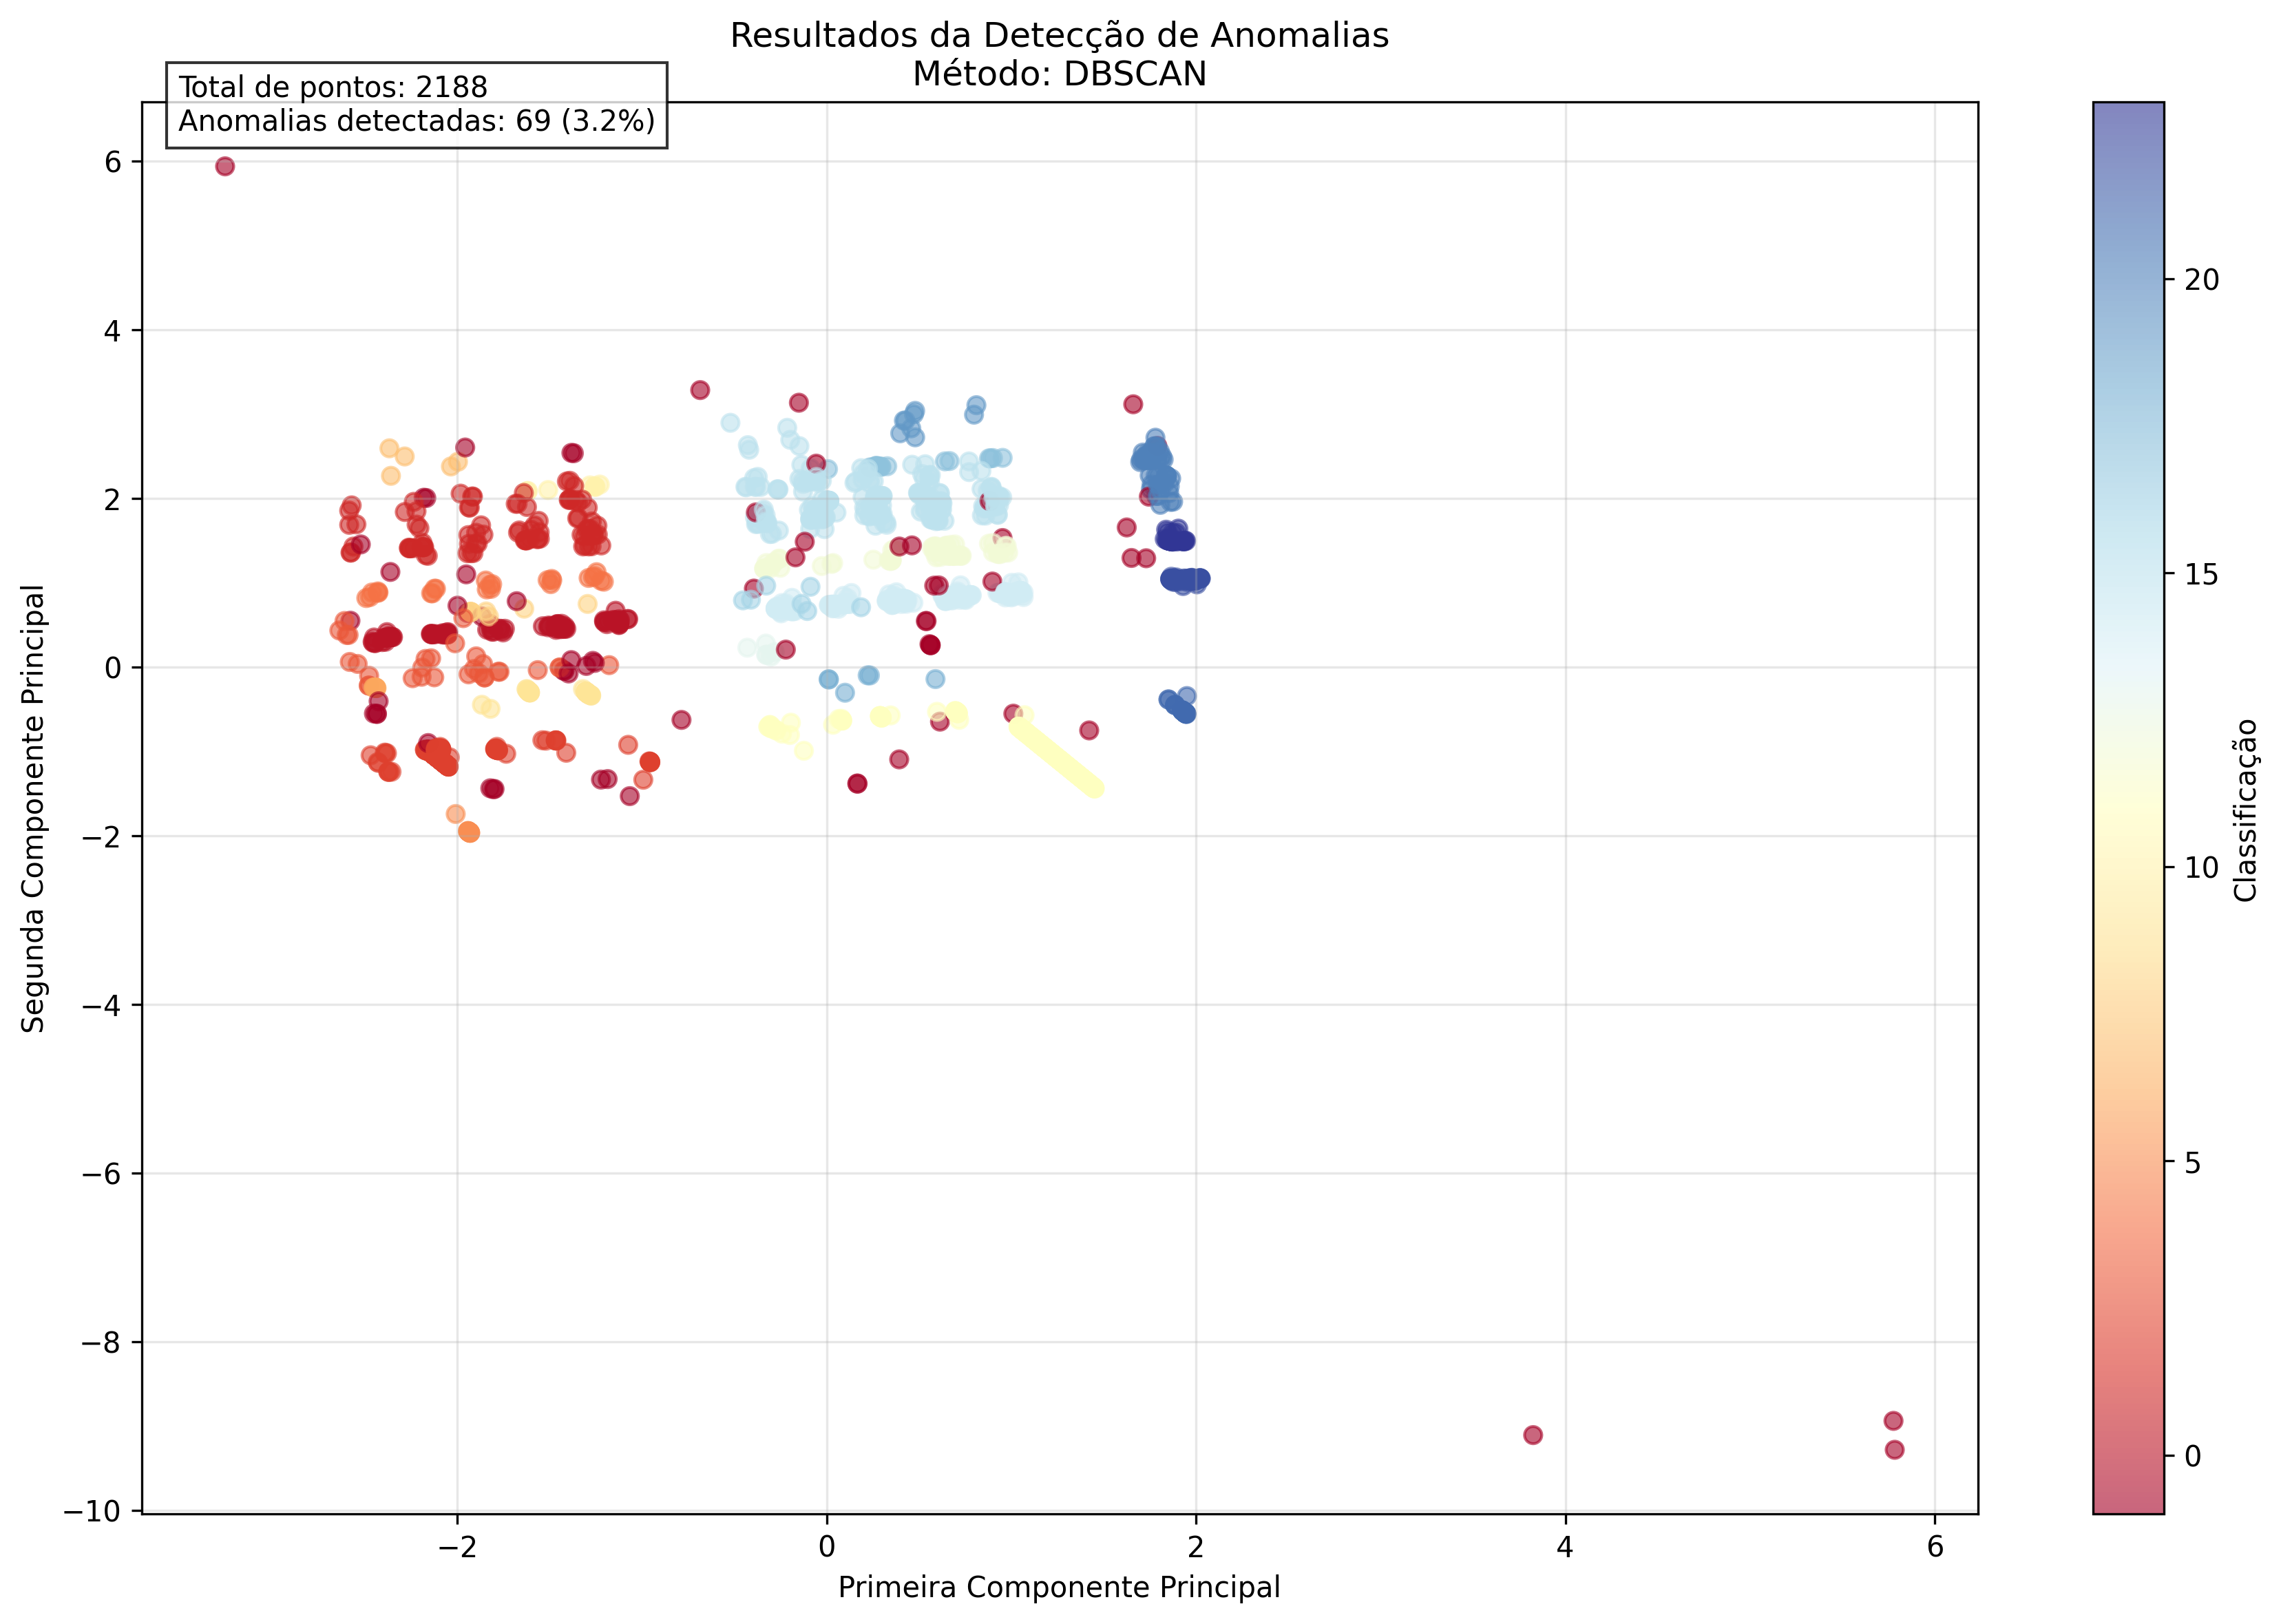 Resultados da Detecção de Anomalias
Método: DBSCAN
Total de pontos: 2188
Anomalias detectadas: 69 (3.2%)
6
4
2
0
−2
−4
−6
−8
−10
Segunda Componente Principal
−2
0
2
4
6
Primeira Componente Principal
20
15
10
5
0
Classificação